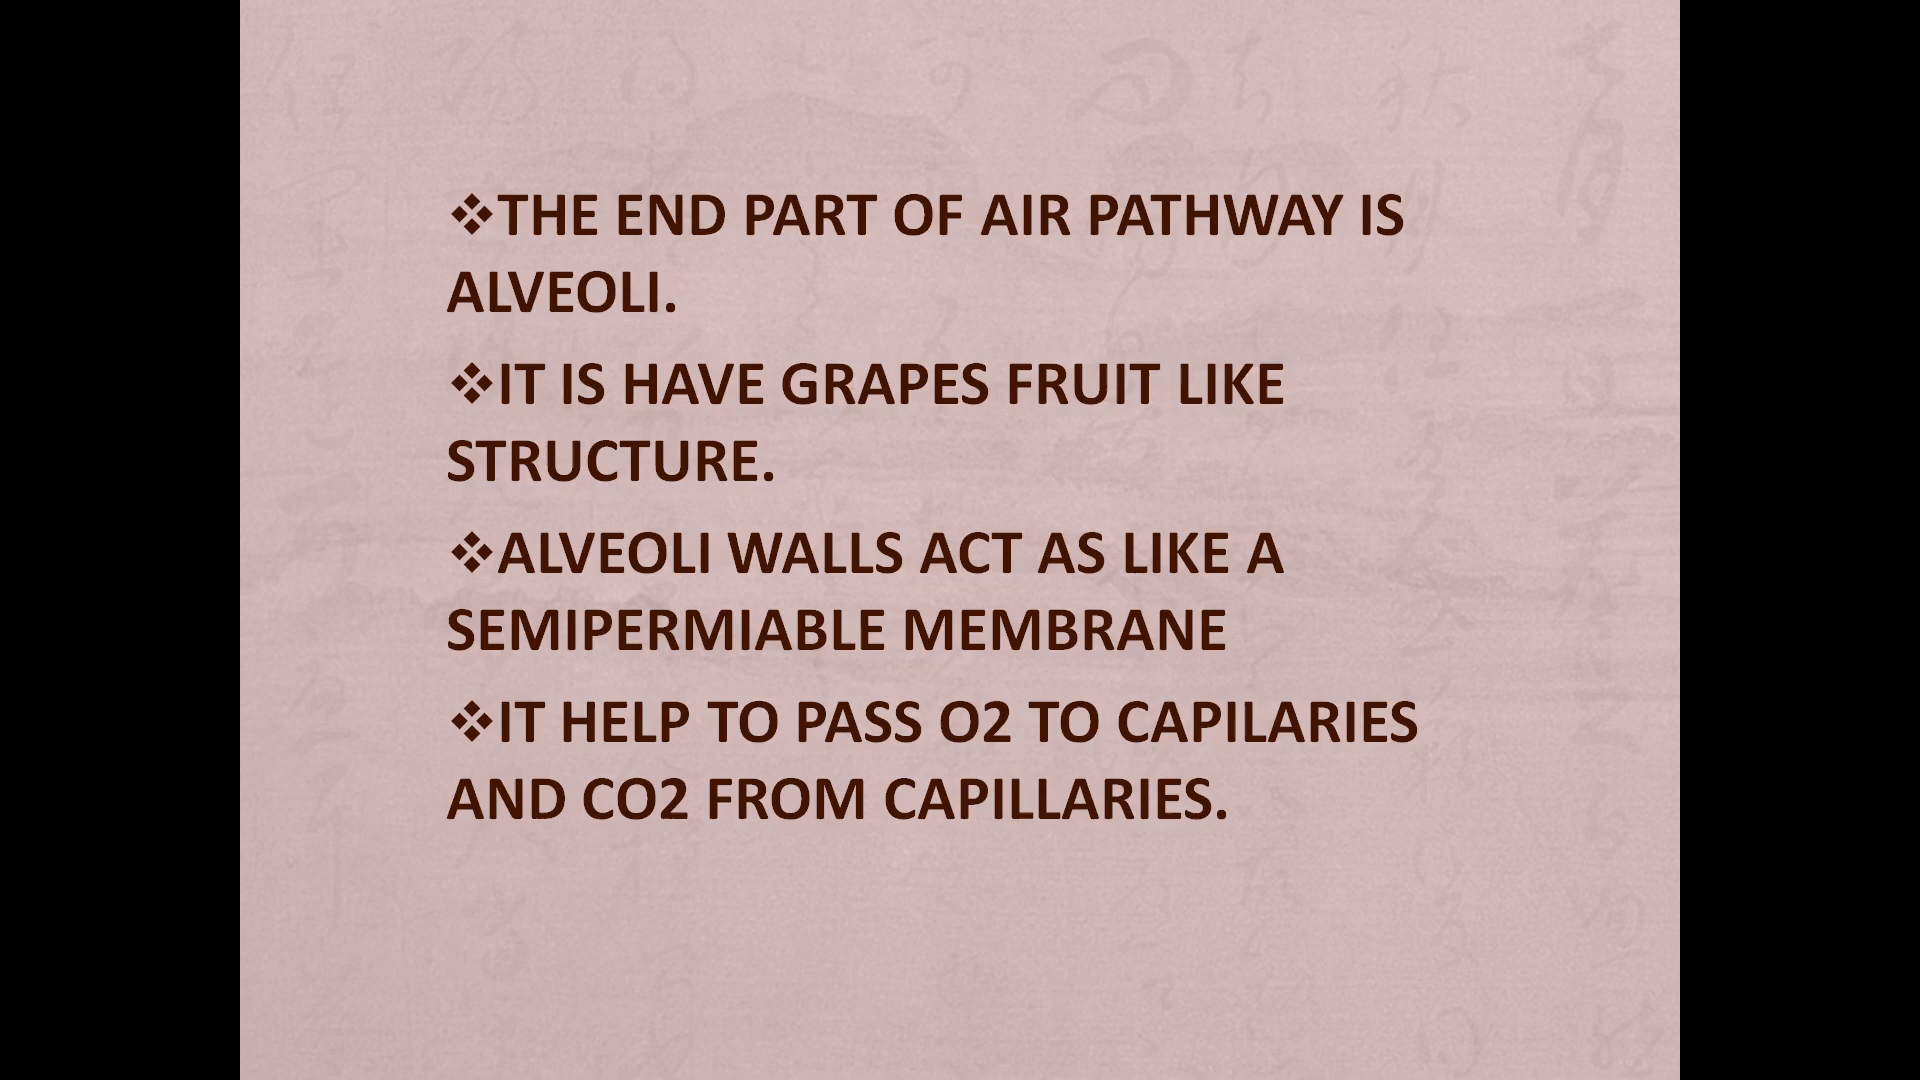 ❖THE END PART OF AIR PATHWAY IS
ALVEOLI.
❖IT IS HAVE GRAPES FRUIT LIKE
STRUCTURE.
❖ALVEOLI WALLS ACT AS LIKE A
SEMIPERMIABLE MEMBRANE
❖IT HELP TO PASS O2 TO CAPILARIES
AND CO2 FROM CAPILLARIES.